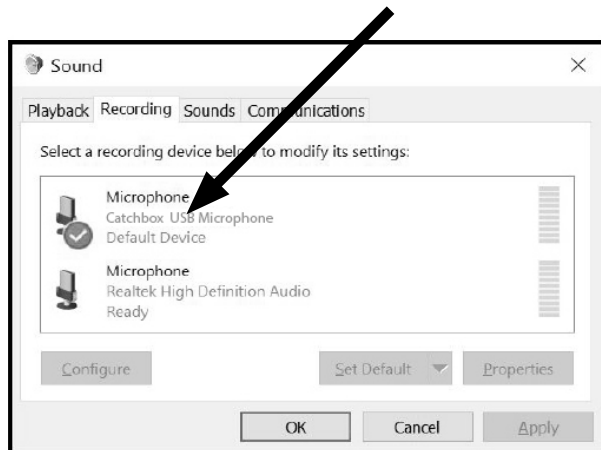 Sound
Playback Recording Sounds Communications
Select a recording device below to modify its settings:
Microphone
Catchbox USB Microphone
Default Device
Microphone
Realtek High Definition Audio
Ready
Configure Set Default Properties
OK Cancel Apply